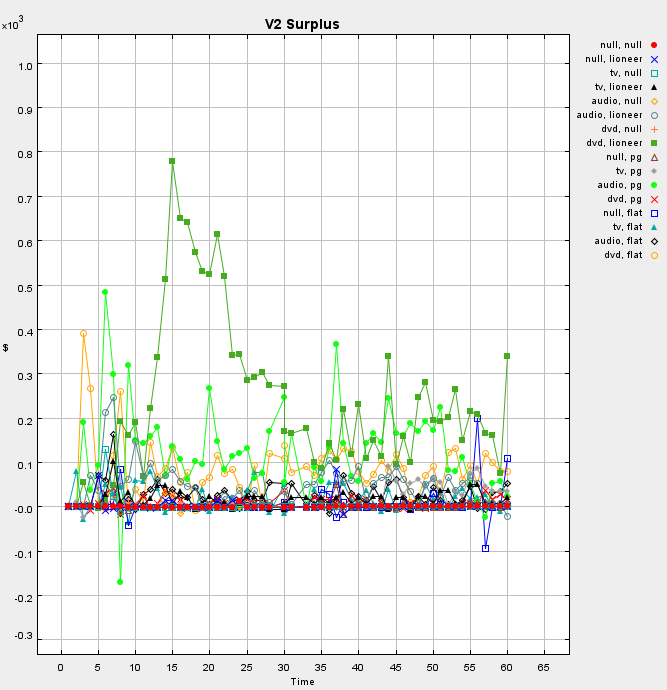 V2 Surplus
x10^3
1.0
0.9
0.8
0.7
0.6
0.5
0.4
0.3
0.2
0.1
-0.0
-0.1
-0.2
-0.3
$
0 5 10 15 20 25 30 35 40 45 50 55 60 65
Time
null, null
null, lioneer
tv, null
tv, lioneer
audio, null
audio, lioneer
dvd, null
dvd, lioneer
null, pg
tv, pg
audio, pg
dvd, pg
null, flat
tv, flat
audio, flat
dvd, flat